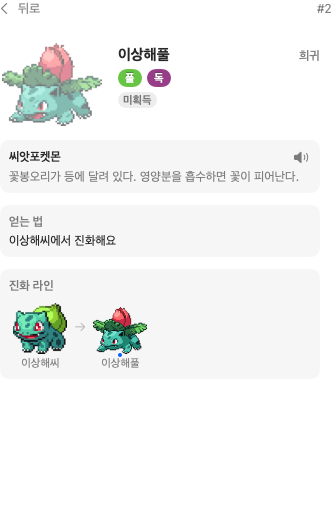 뒤로
#2
이상해풀
희귀
풀
독
미획득
씨앗포켓몬
꽃봉오리가 등에 달려 있다. 영양분을 흡수하면 꽃이 피어난다.
얻는 법
이상해씨에서 진화해요
진화 라인
이상해씨
이상해풀